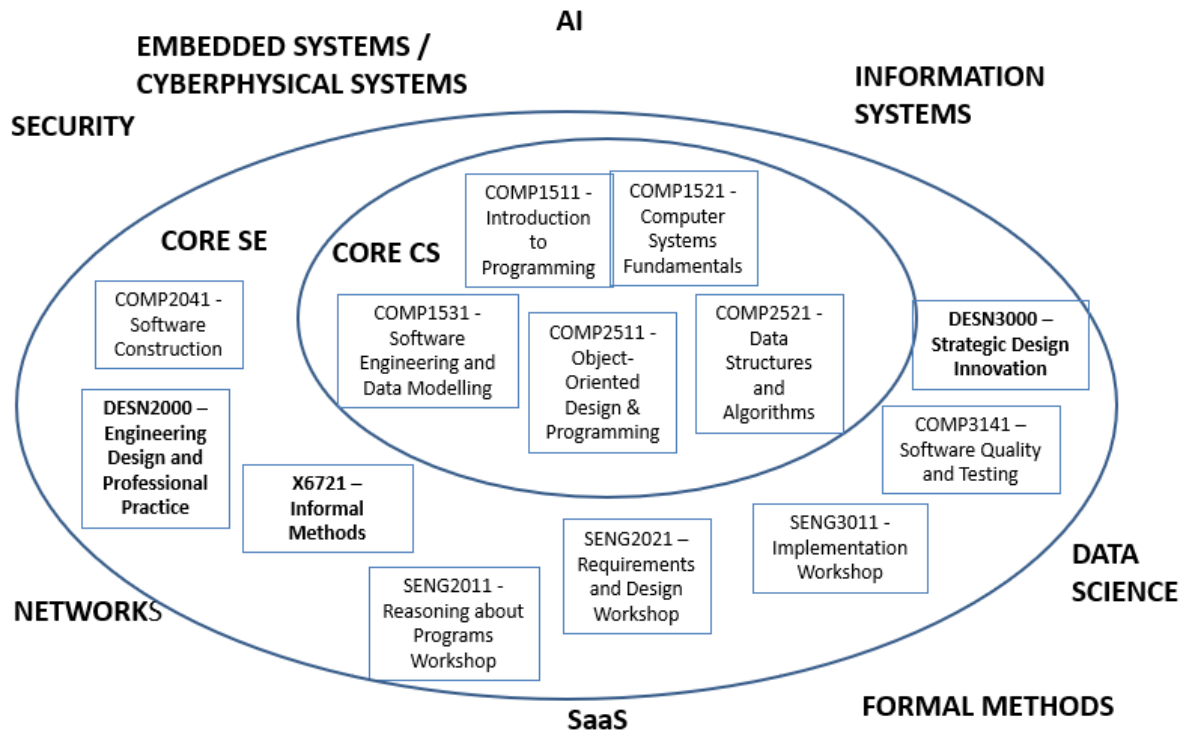 AI
EMBEDDED SYSTEMS /
CYBERPHYSICAL SYSTEMS
INFORMATION
SYSTEMS
SECURITY
CORE SE
CORE CS
COMP1511 -
Introduction
to
Programming
COMP1521 -
Computer
Systems
Fundamentals
COMP2041 -
Software
Construction
COMP1531 -
Software
Engineering and
Data Modelling
COMP2511 -
Object-
Oriented
Design &
Programming
COMP2521 -
Data
Structures
and
Algorithms
DESN3000 –
Strategic Design
Innovation
DESN2000 –
Engineering
Design and
Professional
Practice
X6721 –
Informal
Methods
COMP3141 –
Software Quality
and Testing
SENG2011 -
Reasoning about
Programs
Workshop
SENG2021 –
Requirements
and Design
Workshop
SENG3011 -
Implementation
Workshop
DATA
SCIENCE
NETWORKS
FORMAL METHODS
SaaS